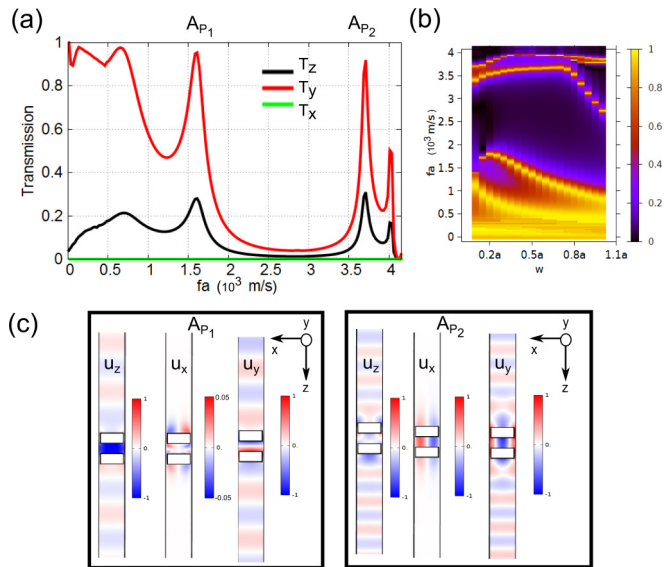 (a)
A_P1
A_P2
Transmission
1
0.8
0.6
0.4
0.2
0
T_z
T_y
T_x
0 0.5 1 1.5 2 2.5 3 3.5 4
fa (10³ m/s)
(b)
fa (10³ m/s)
4
3.5
3
2.5
2
1.5
1
0.5
0
0.2a 0.5a 0.8a 1.1a
w
1
0.8
0.6
0.4
0.2
0
(c)
A_P1
u_z
u_x
u_y
1
0
-1
0.05
0
-0.05
1
0
-1
x
y
z
A_P2
u_z
u_x
u_y
1
0
-1
1
0
-1
1
0
-1
x
y
z